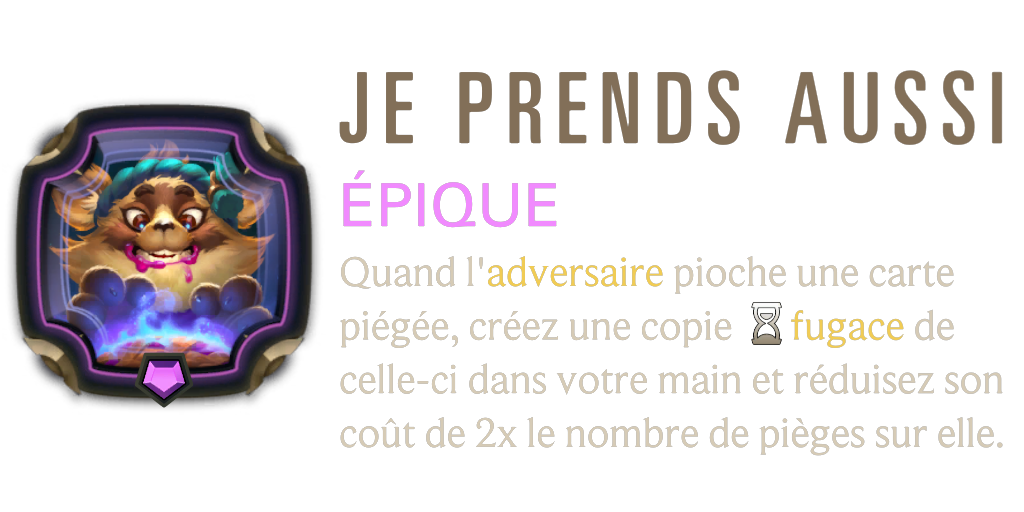 JE PRENDS AUSSI
ÉPIQUE
Quand l'adversaire pioche une carte
piégée, créez une copie fugace de
celle-ci dans votre main et réduisez son
coût de 2x le nombre de pièges sur elle.